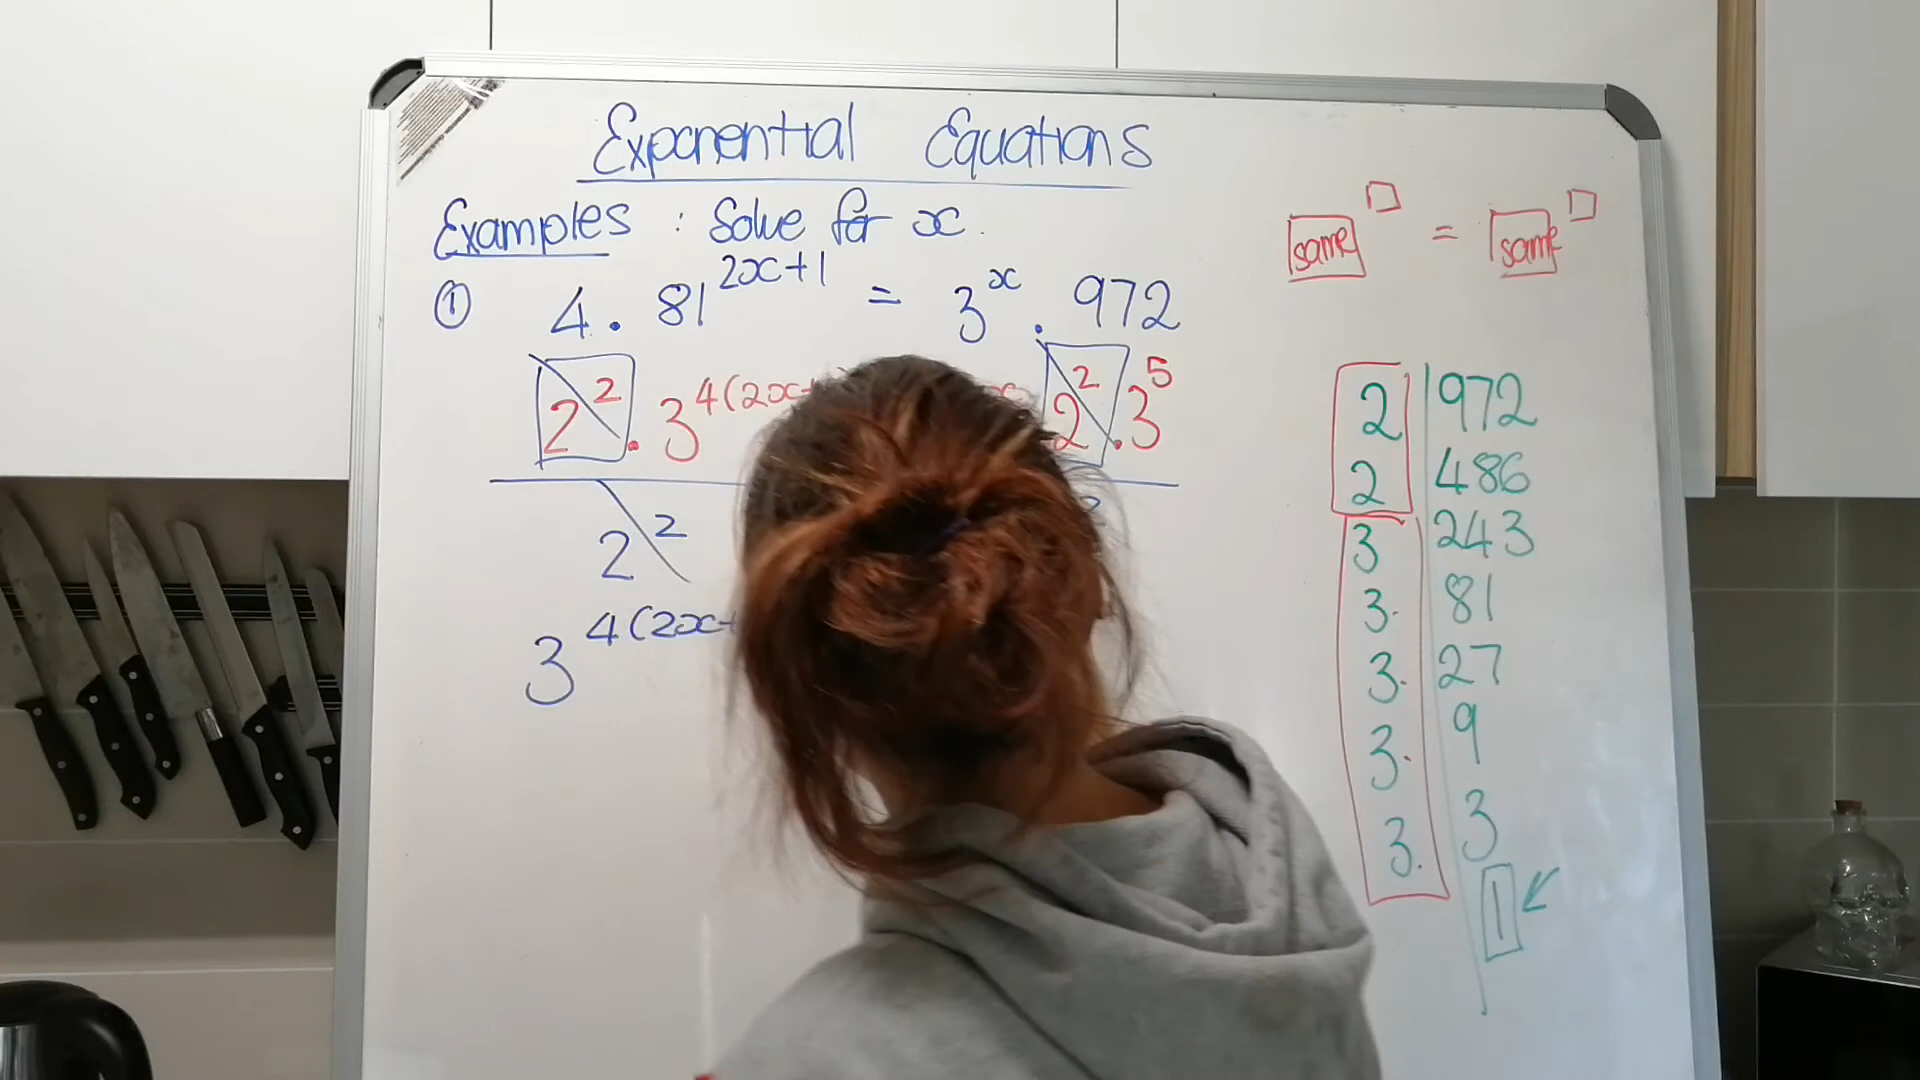 Exponential Equations
Examples : Solve for x.
① 4 . 81^{2x+1} = 3^x . 972
2^2 . 3^{4(2x+ x 2^2 . 3^5
2^2 2
3^{4(2x+
same^□ = same^□
2 | 972
2 | 486
3 | 243
3. | 81
3. | 27
3. | 9
3. | 3
1